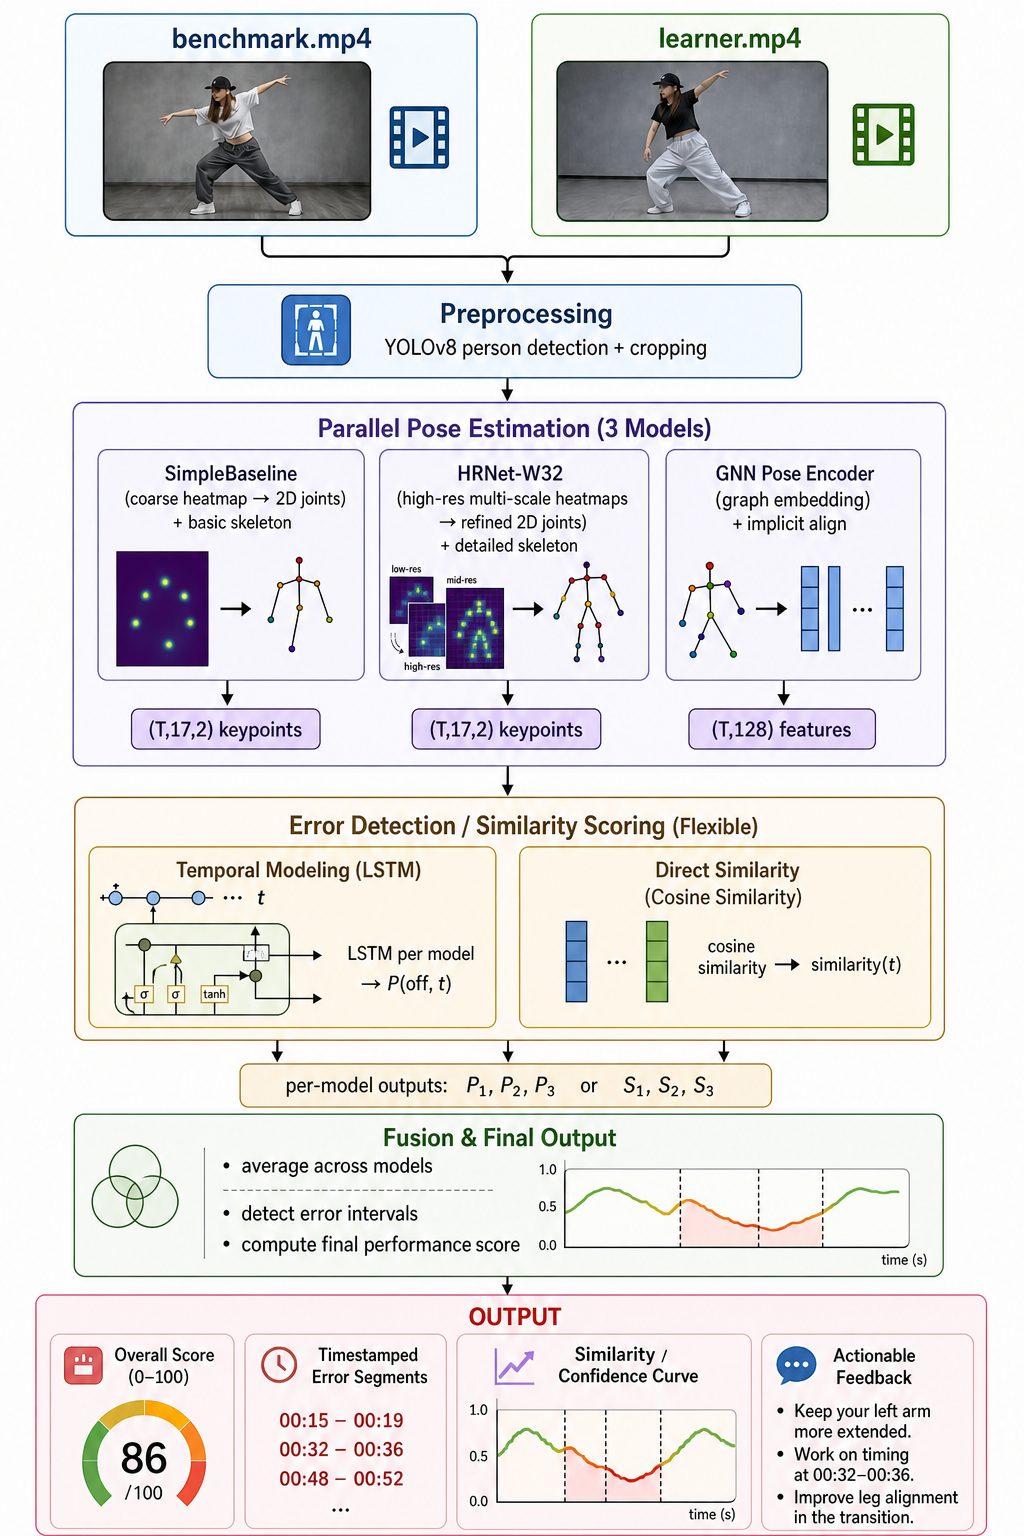 benchmark.mp4
learner.mp4
Preprocessing
YOLOv8 person detection + cropping
Parallel Pose Estimation (3 Models)
SimpleBaseline
(coarse heatmap → 2D joints)
+ basic skeleton
HRNet-W32
(high-res multi-scale heatmaps
→ refined 2D joints)
+ detailed skeleton
low-res
mid-res
high-res
GNN Pose Encoder
(graph embedding)
+ implicit align
...
(T,17,2) keypoints
(T,17,2) keypoints
(T,128) features
Error Detection / Similarity Scoring (Flexible)
Temporal Modeling (LSTM)
+
+ ... t
σ
σ
tanh
LSTM per model
→ P(off, t)
Direct Similarity
(Cosine Similarity)
...
cosine
similarity → similarity(t)
per-model outputs: P1, P2, P3 or S1, S2, S3
Fusion & Final Output
• average across models
• detect error intervals
• compute final performance score
1.0
0.5
0.0
time (s)
OUTPUT
Overall Score
(0–100)
86
/100
Timestamped
Error Segments
00:15 – 00:19
00:32 – 00:36
00:48 – 00:52
...
Similarity /
Confidence Curve
1.0
0.5
0.0
time (s)
Actionable
Feedback
• Keep your left arm
more extended.
• Work on timing
at 00:32–00:36.
• Improve leg alignment
in the transition.